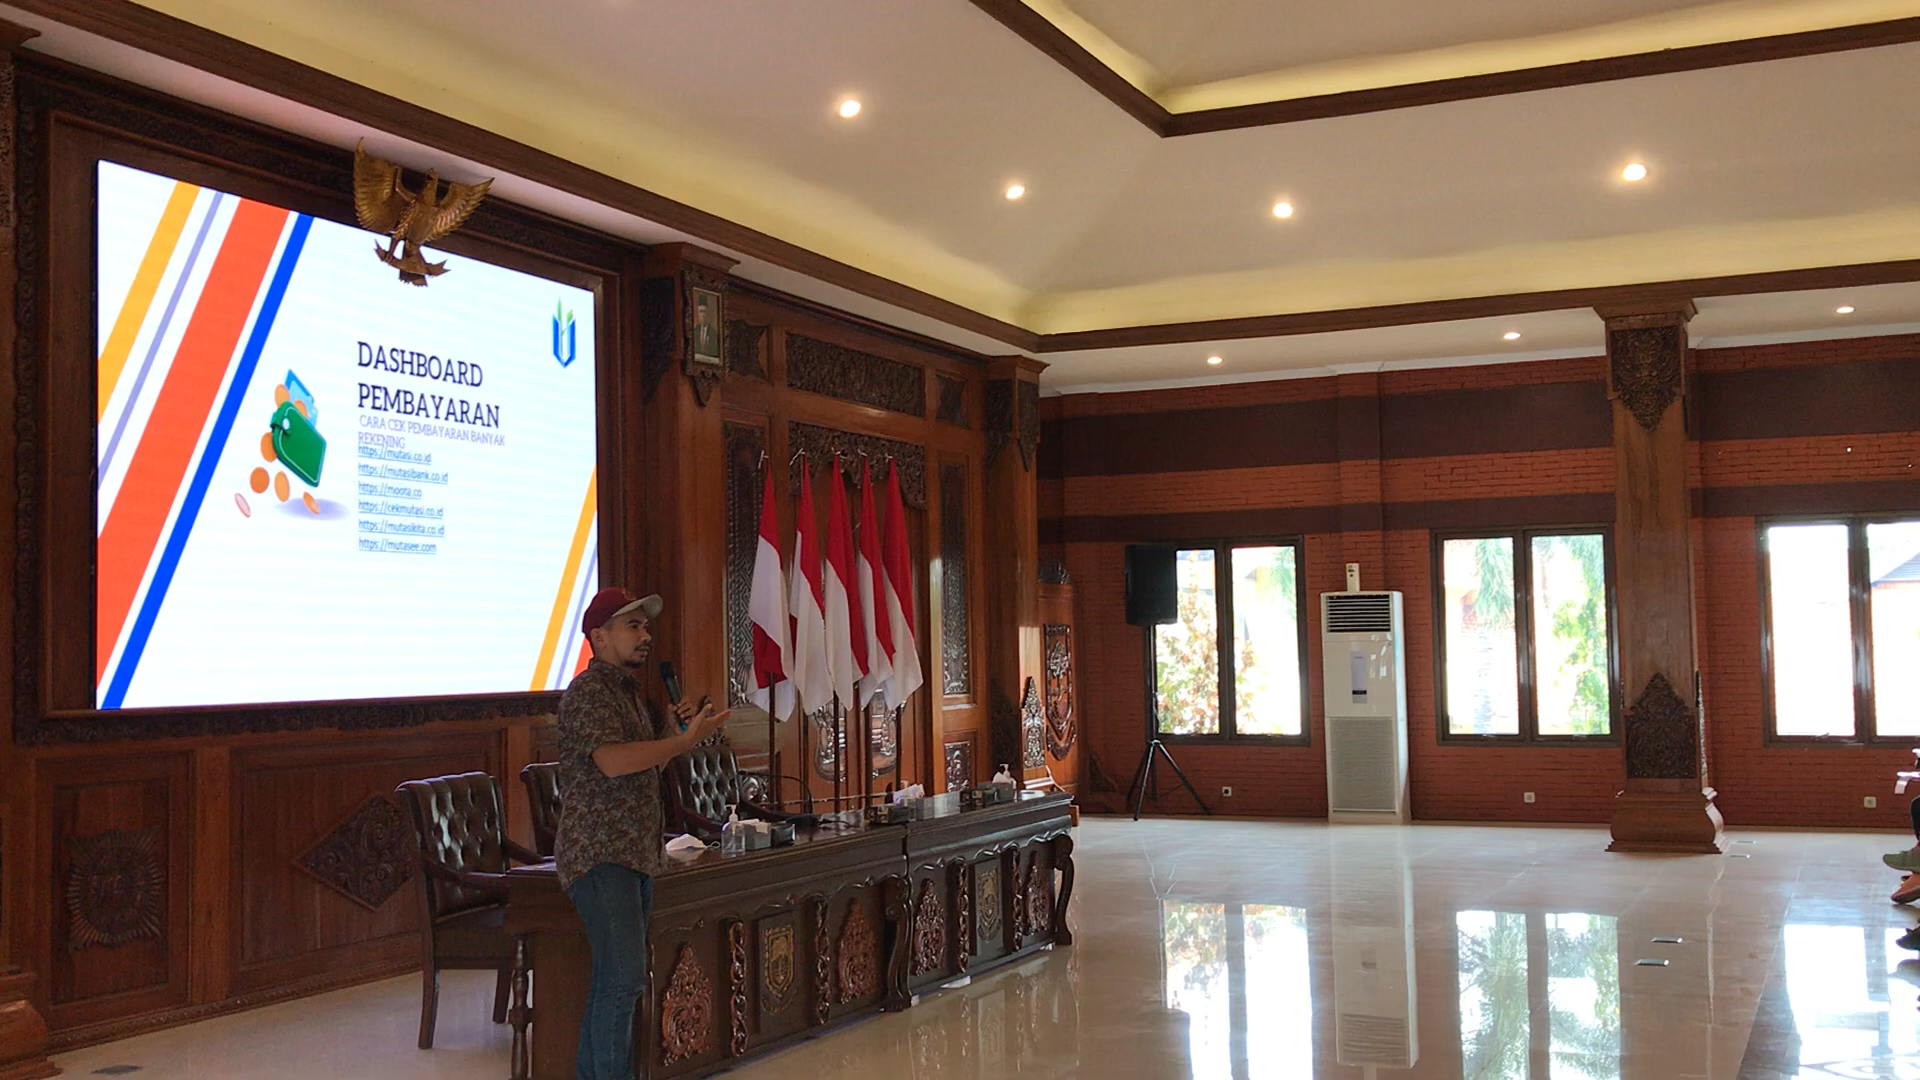 DASHBOARD
PEMBAYARAN
CARA CEK PEMBAYARAN BANYAK
REKENING
https://mutasi.co.id
https://mutasibank.co.id
https://moota.co
https://cekmutasi.co.id
https://mutasikita.co.id
https://mutasee.com